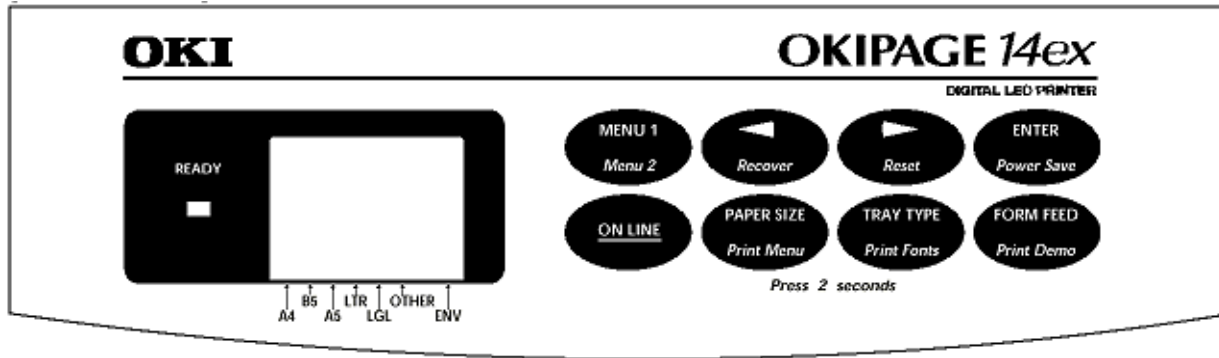 OKI
OKIPAGE 14ex
DIGITAL LED PRINTER
READY
MENU 1
Menu 2
Recover
Reset
ENTER
Power Save
ON LINE
PAPER SIZE
Print Menu
TRAY TYPE
Print Fonts
FORM FEED
Print Demo
Press 2 seconds
A4 B5 A5 LTR LGL OTHER ENV